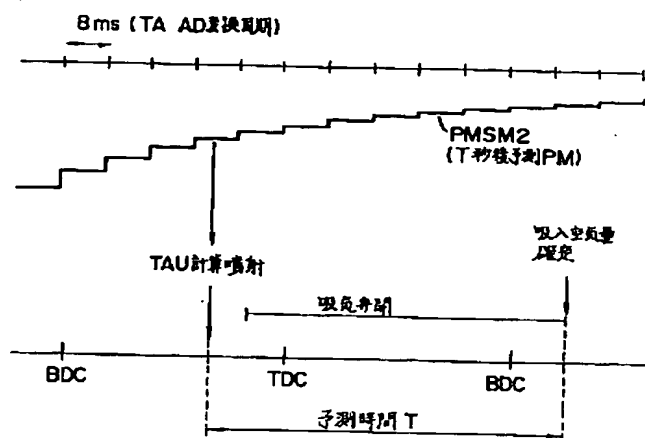 8ms (TA AD変換周期)
PMSM2
(T秒後予測PM)
吸入空気量
確定
TAU計算噴射
吸気弁開
BDC
TDC
BDC
予測時間 T